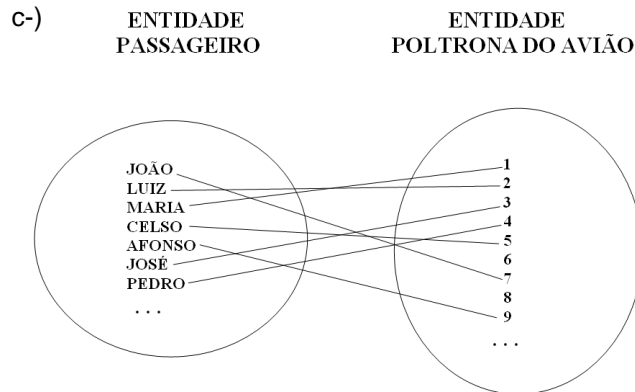 c-)
ENTIDADE
PASSAGEIRO
ENTIDADE
POLTRONA DO AVIÃO
JOÃO
LUIZ
MARIA
CELSO
AFONSO
JOSÉ
PEDRO
. . .
1
2
3
4
5
6
7
8
9
. . .